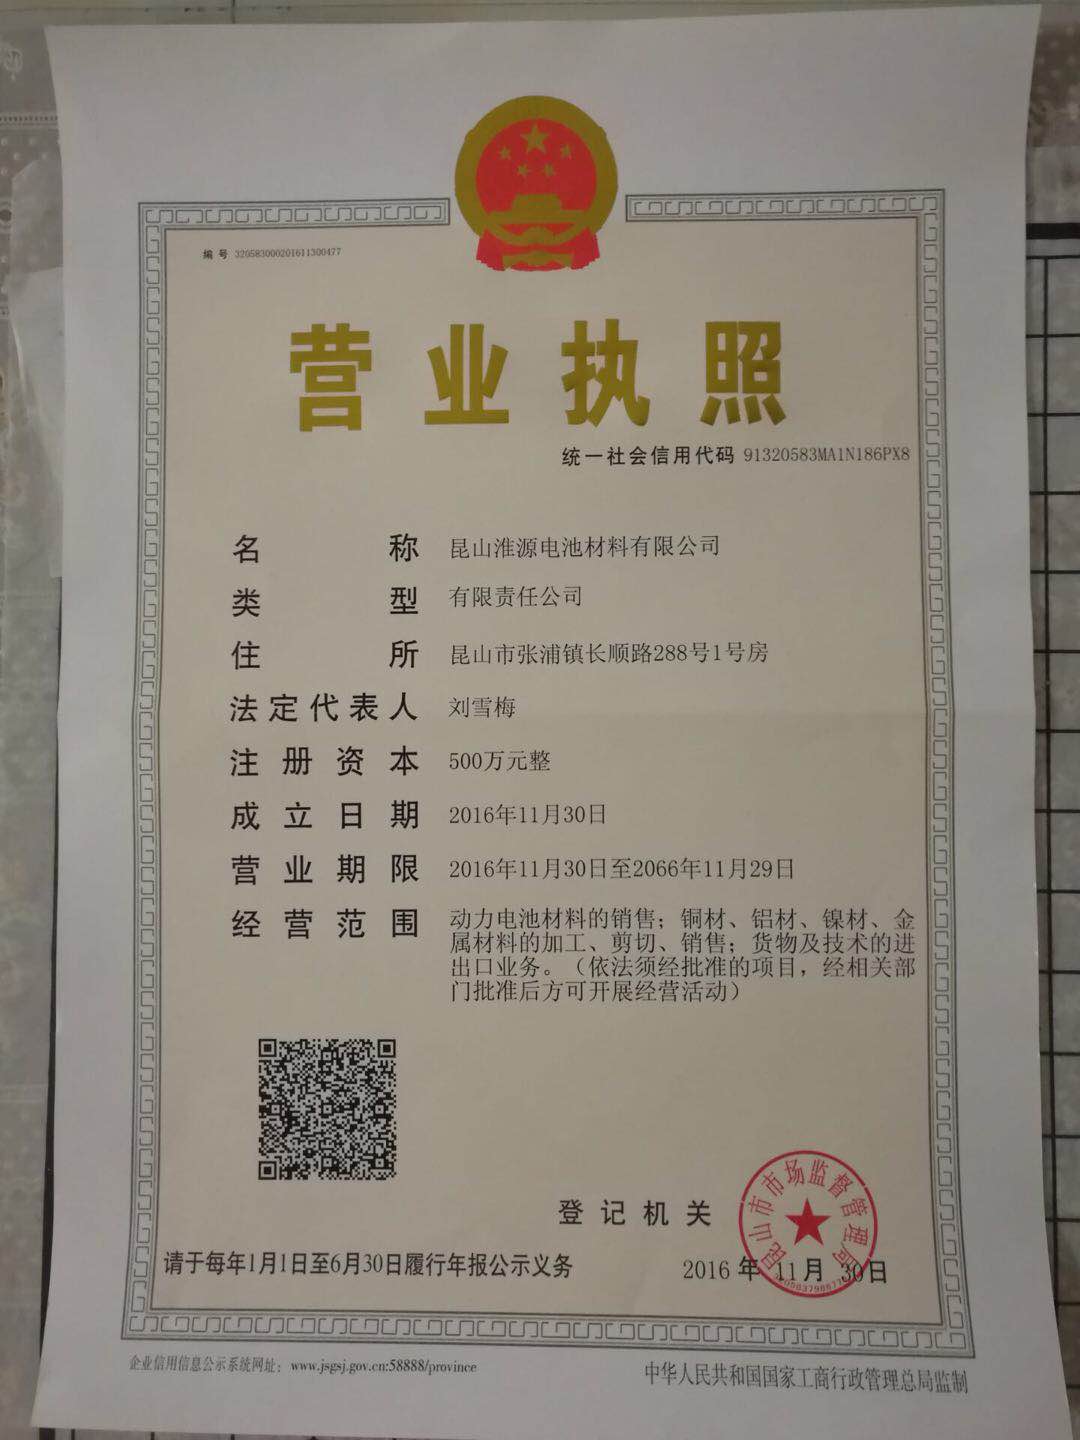 编号 320583000201611300477
营业执照
统一社会信用代码 91320583MA1N186PX8
名称 昆山淮源电池材料有限公司
类型 有限责任公司
住所 昆山市张浦镇长顺路288号1号房
法定代表人 刘雪梅
注册资本 500万元整
成立日期 2016年11月30日
营业期限 2016年11月30日至2066年11月29日
经营范围 动力电池材料的销售；铜材、铝材、镍材、金
属材料的加工、剪切、销售；货物及技术的进
出口业务。（依法须经批准的项目，经相关部
门批准后方可开展经营活动）
登记机关
昆山市市场监督管理局
请于每年1月1日至6月30日履行年报公示义务
2016年11月30日
企业信用信息公示系统网址：www.jsgsj.gov.cn:58888/province
中华人民共和国国家工商行政管理总局监制